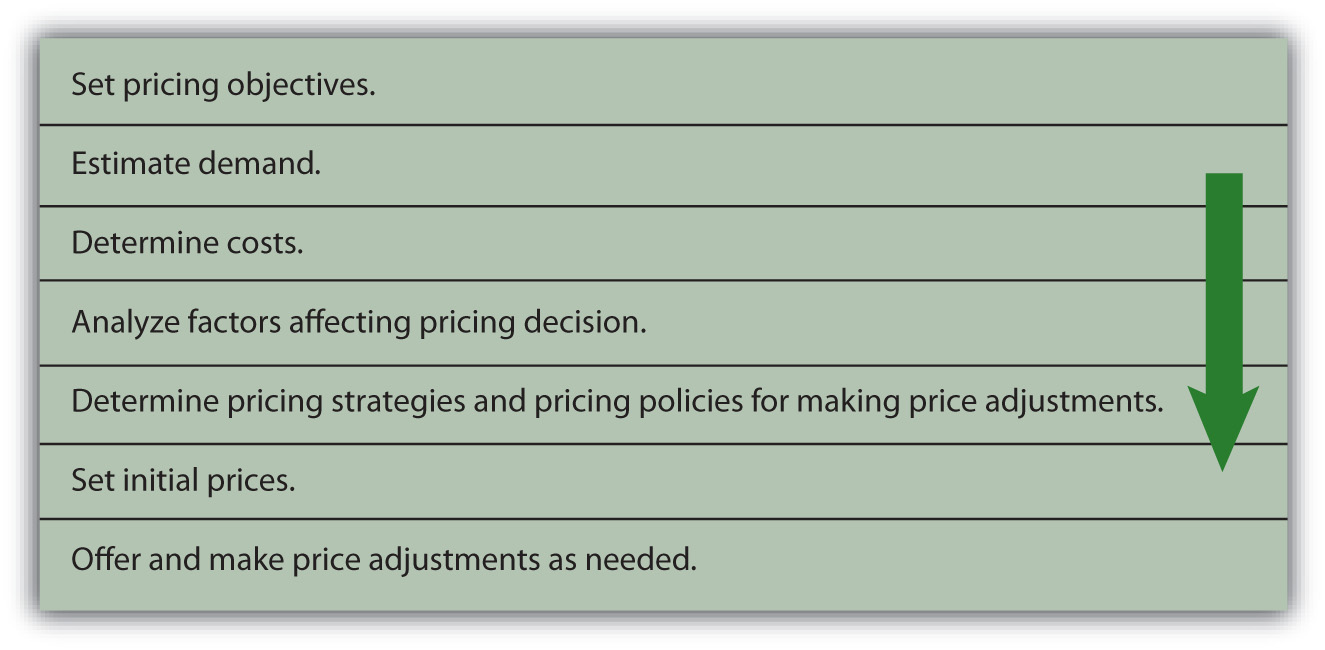 Set pricing objectives.
Estimate demand.
Determine costs.
Analyze factors affecting pricing decision.
Determine pricing strategies and pricing policies for making price adjustments.
Set initial prices.
Offer and make price adjustments as needed.